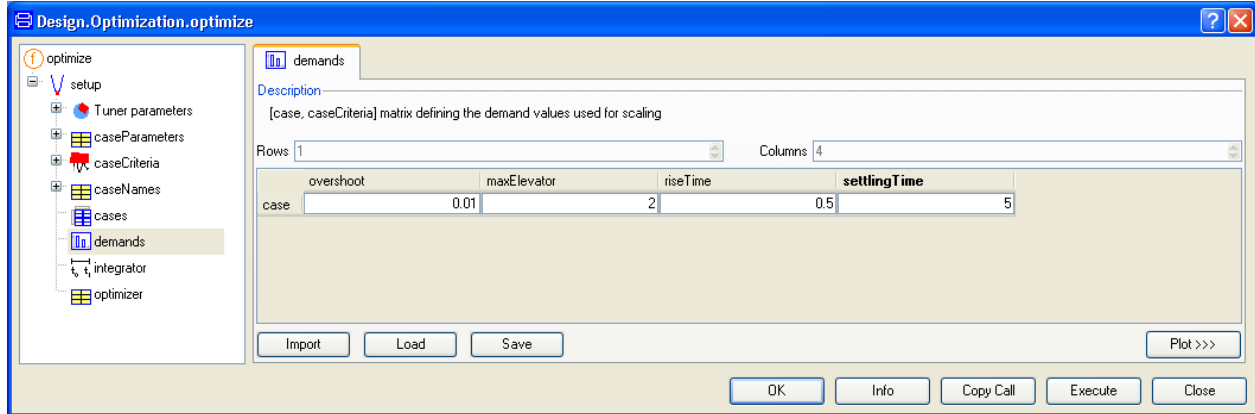 Design.Optimization.optimize
optimize
setup
Tuner parameters
caseParameters
caseCriteria
caseNames
cases
demands
integrator
optimizer
demands
Description
[case, caseCriteria] matrix defining the demand values used for scaling
Rows 1 Columns 4
overshoot maxElevator riseTime settlingTime
case 0.01 2 0.5 5
Import Load Save Plot >>>
OK Info Copy Call Execute Close